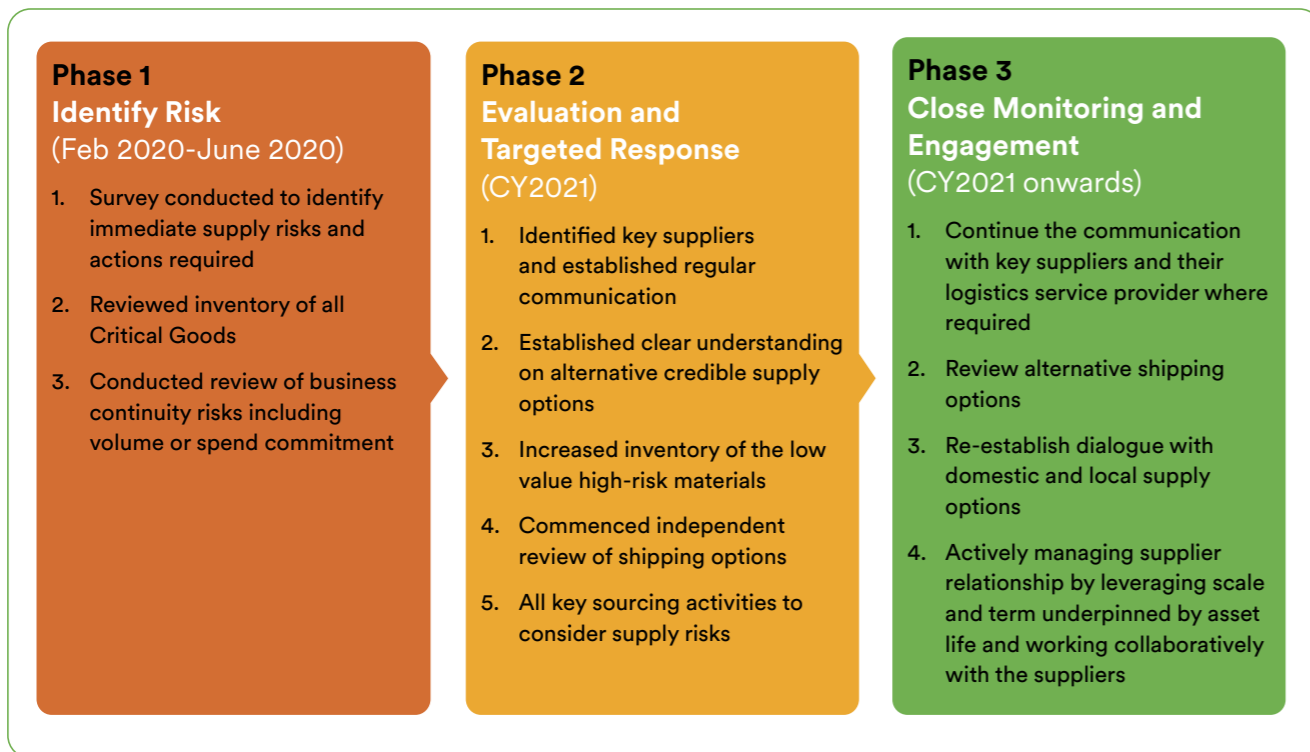 Phase 1
Identify Risk
(Feb 2020-June 2020)
1. Survey conducted to identify
immediate supply risks and
actions required
2. Reviewed inventory of all
Critical Goods
3. Conducted review of business
continuity risks including
volume or spend commitment
Phase 2
Evaluation and
Targeted Response
(CY2021)
1. Identified key suppliers
and established regular
communication
2. Established clear understanding
on alternative credible supply
options
3. Increased inventory of the low
value high-risk materials
4. Commenced independent
review of shipping options
5. All key sourcing activities to
consider supply risks
Phase 3
Close Monitoring and
Engagement
(CY2021 onwards)
1. Continue the communication
with key suppliers and their
logistics service provider where
required
2. Review alternative shipping
options
3. Re-establish dialogue with
domestic and local supply
options
4. Actively managing supplier
relationship by leveraging scale
and term underpinned by asset
life and working collaboratively
with the suppliers